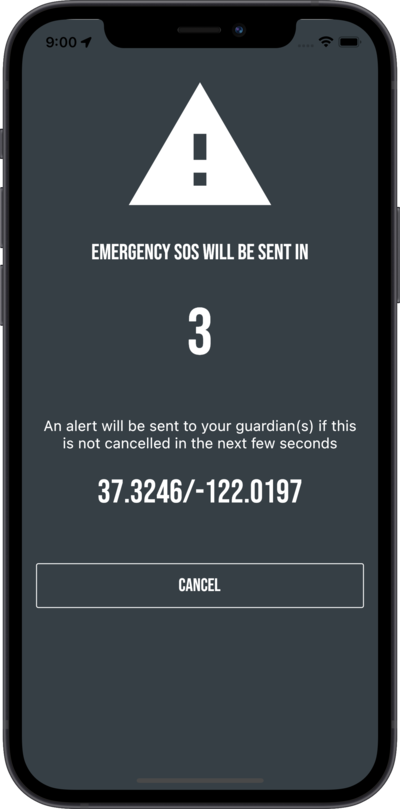 9:00
EMERGENCY SOS WILL BE SENT IN
3
An alert will be sent to your guardian(s) if this
is not cancelled in the next few seconds
37.3246/-122.0197
CANCEL